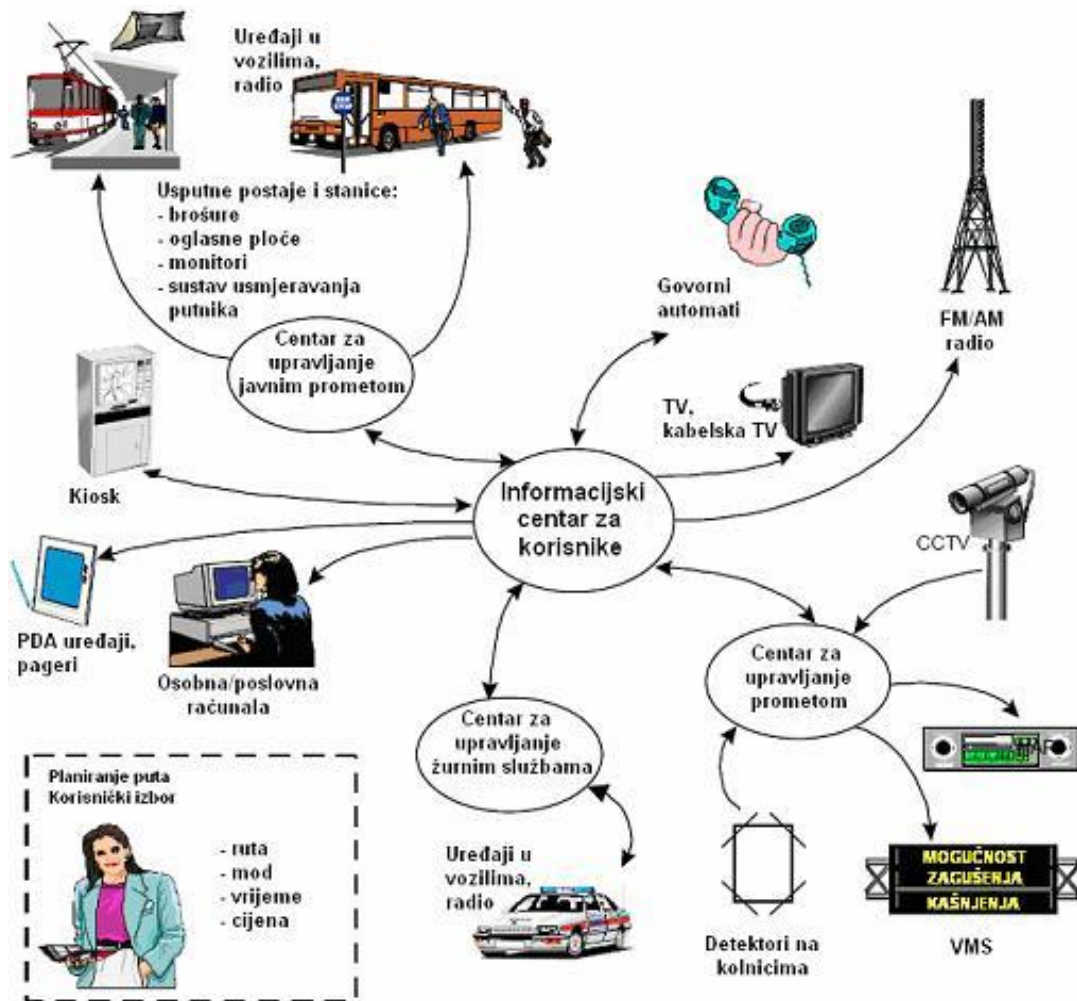 Uređaji u
vozilima,
radio
Usputne postaje i stanice:
- brošure
- oglasne ploče
- monitori
- sustav usmjeravanja
putnika
Centar za
upravljanje
javnim prometom
Govorni
automati
FM/AM
radio
TV,
kabelska TV
Kiosk
Informacijski
centar za
korisnike
CCTV
PDA uređaji,
pageri
Osobna/poslovna
računala
Centar za
upravljanje
prometom
Centar za
upravljanje
žurnim službama
Planiranje puta
Korisnički izbor
- ruta
- mod
- vrijeme
- cijena
Uređaji u
vozilima,
radio
Detektori na
kolnicima
MOGUČNOST
ZAGUŠENJA
KAŠNJENJA
VMS